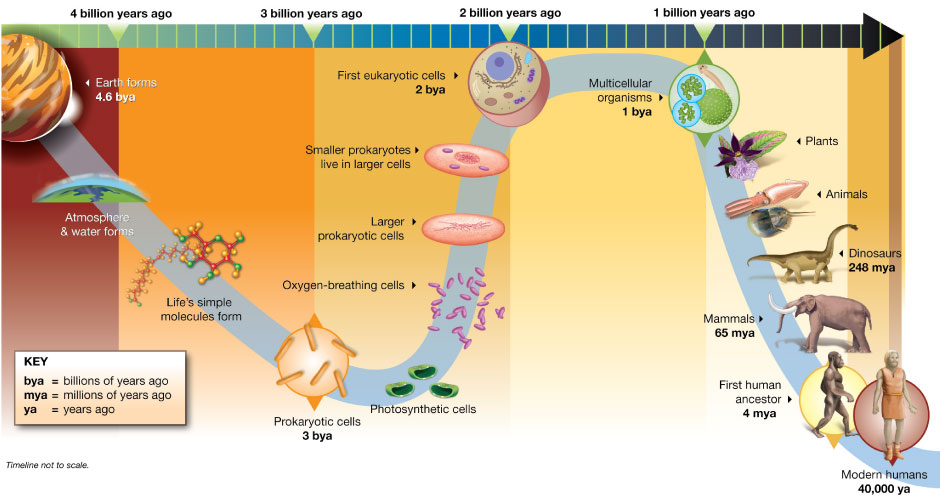 4 billion years ago
3 billion years ago
2 billion years ago
1 billion years ago
Earth forms
4.6 bya
Atmosphere
& water forms
Life's simple
molecules form
Prokaryotic cells
3 bya
Photosynthetic cells
Oxygen-breathing cells
Larger
prokaryotic cells
Smaller prokaryotes
live in larger cells
First eukaryotic cells
2 bya
Multicellular
organisms
1 bya
Plants
Animals
Dinosaurs
248 mya
Mammals
65 mya
First human
ancestor
4 mya
Modern humans
40,000 ya
KEY
bya = billions of years ago
mya = millions of years ago
ya = years ago
Timeline not to scale.